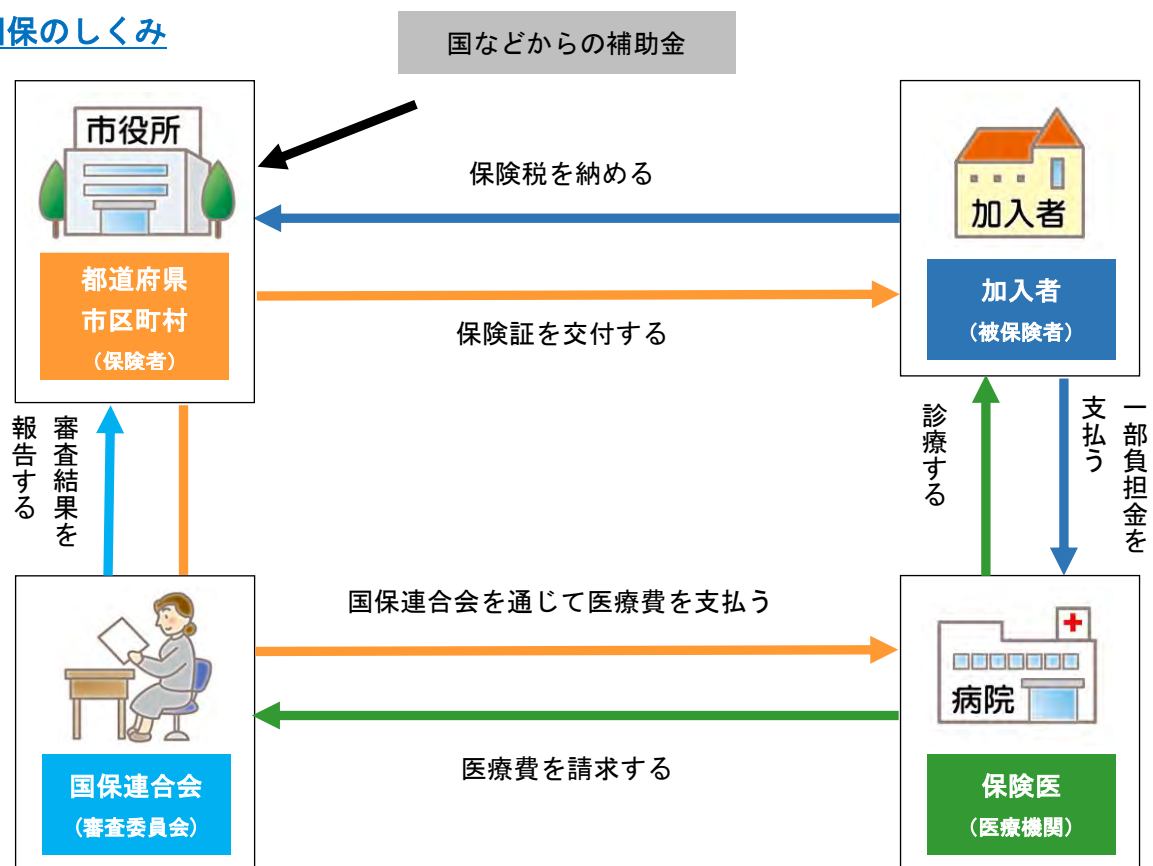 保のしくみ
国などからの補助金
市役所
都道府県
市区町村
（保険者）
保険税を納める
保険証を交付する
加入者
加入者
（被保険者）
審査結果を
報告する
診療する
一部負担金を
支払う
国保連合会を通じて医療費を支払う
医療費を請求する
国保連合会
（審査委員会）
病院
保険医
（医療機関）